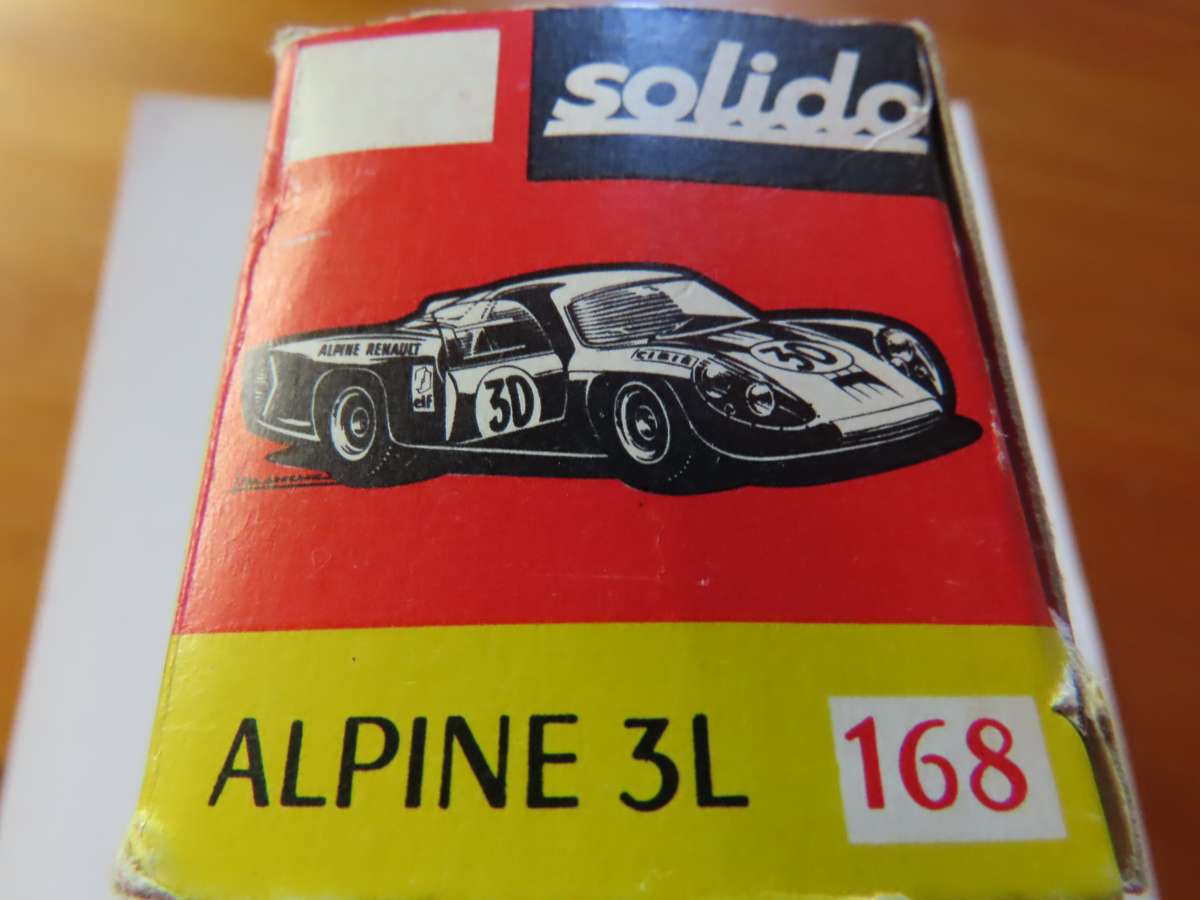 solido
ALPINE RENAULT
elf
30
30
ALPINE 3L
168